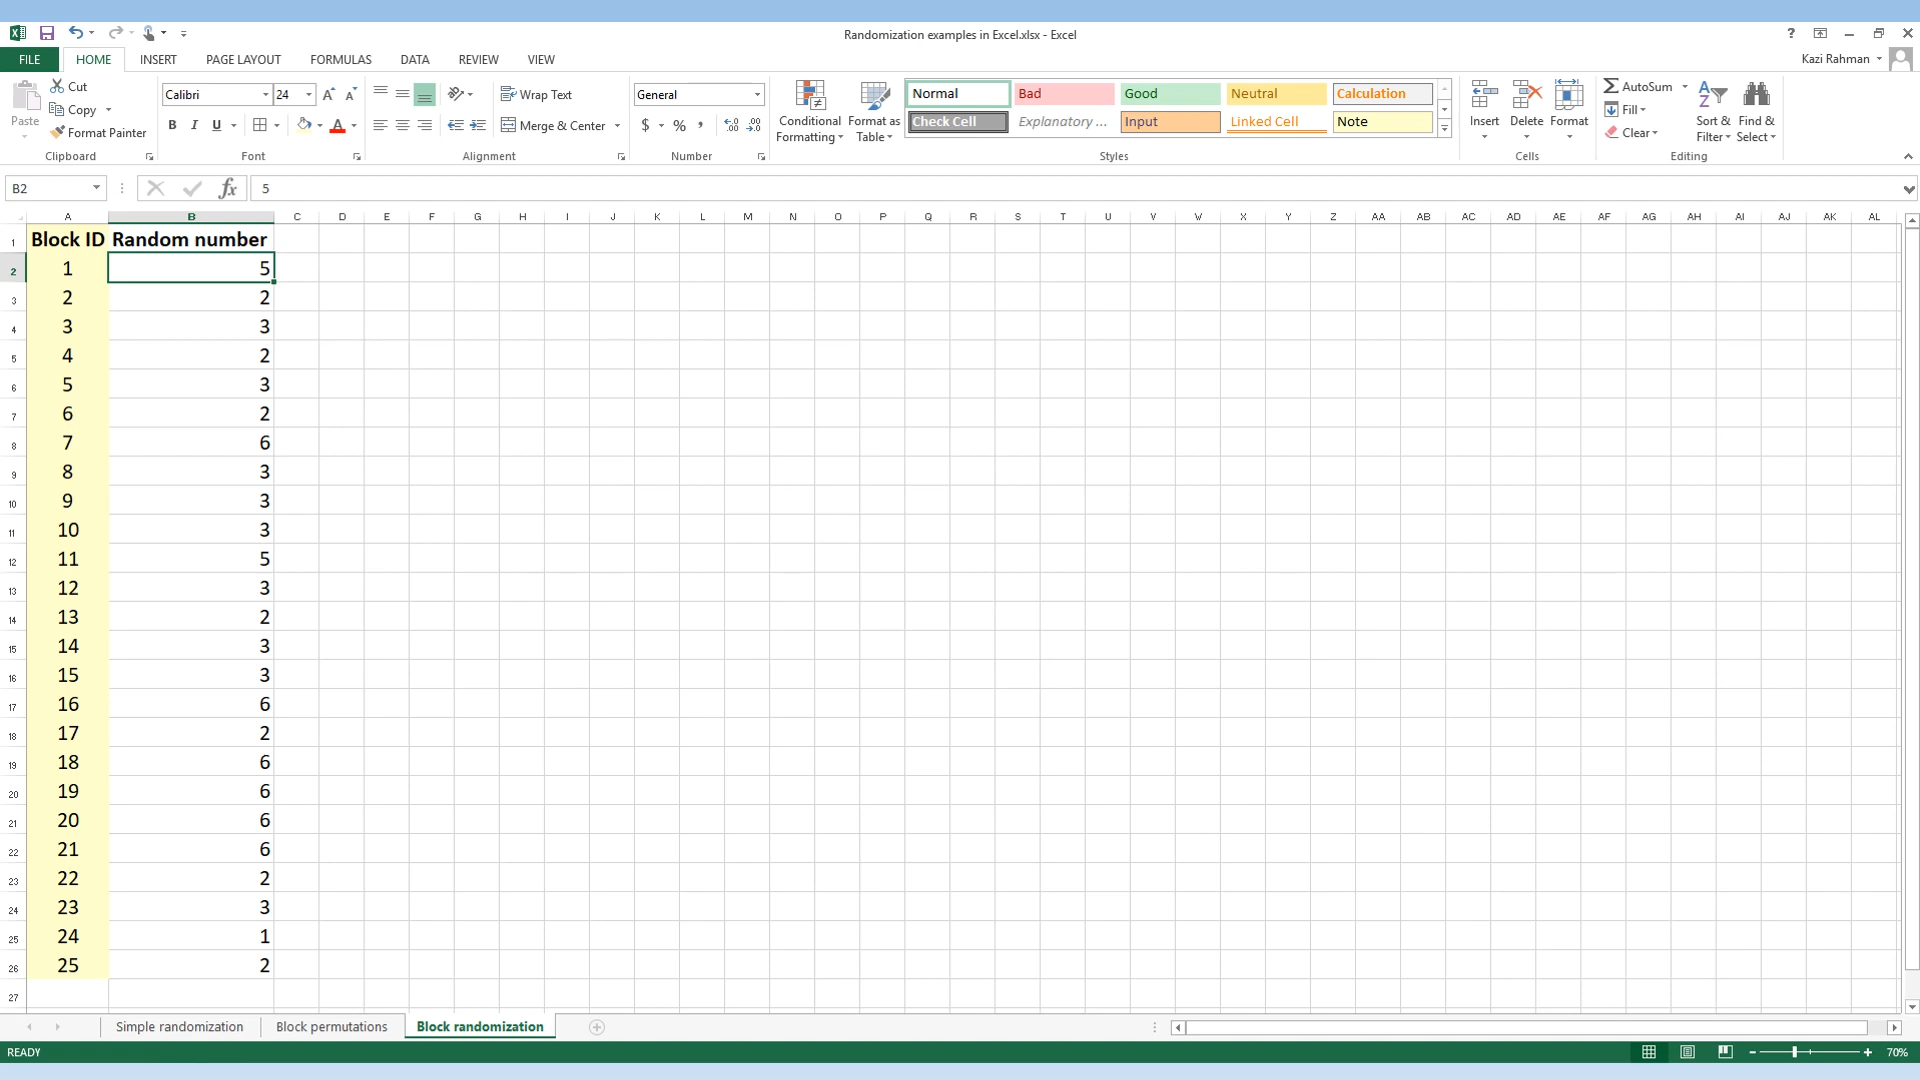 Randomization examples in Excel.xlsx - Excel
?
FILE HOME INSERT PAGE LAYOUT FORMULAS DATA REVIEW VIEW
Kazi Rahman
Paste
Cut
Copy
Format Painter
Clipboard
Calibri 24
B I U A
Font
Wrap Text
Merge & Center
Alignment
General
$ % ,
Number
Conditional Formatting
Format as Table
Normal Bad Good Neutral Calculation
Check Cell Explanatory ... Input Linked Cell Note
Styles
Insert Delete Format
Cells
AutoSum
Fill
Clear
Sort & Filter
Find & Select
Editing
B2 fx 5
A B C D E F G H I J K L M N O P Q R S T U V W X Y Z AA AB AC AD AE AF AG AH AI AJ AK AL
1 Block ID Random number
2 1 5
3 2 2
4 3 3
5 4 2
6 5 3
7 6 2
8 7 6
9 8 3
10 9 3
11 10 3
12 11 5
13 12 3
14 13 2
15 14 3
16 15 3
17 16 6
18 17 2
19 18 6
20 19 6
21 20 6
22 21 6
23 22 2
24 23 3
25 24 1
26 25 2
27
Simple randomization Block permutations Block randomization
READY
70%